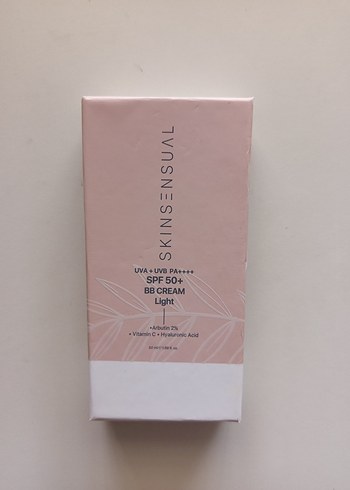 SKINSENSUAL
UVA + UVB PA++++
SPF 50+
BB CREAM
Light
+Arbutin 2%
+ Vitamin C + Hyaluronic Acid